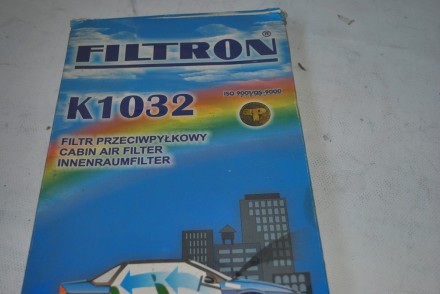 FILTRON®
K1032
ISO 9001/QS-9000
FILTR PRZECIWPYŁKOWY
CABIN AIR FILTER
INNENRAUMFILTER